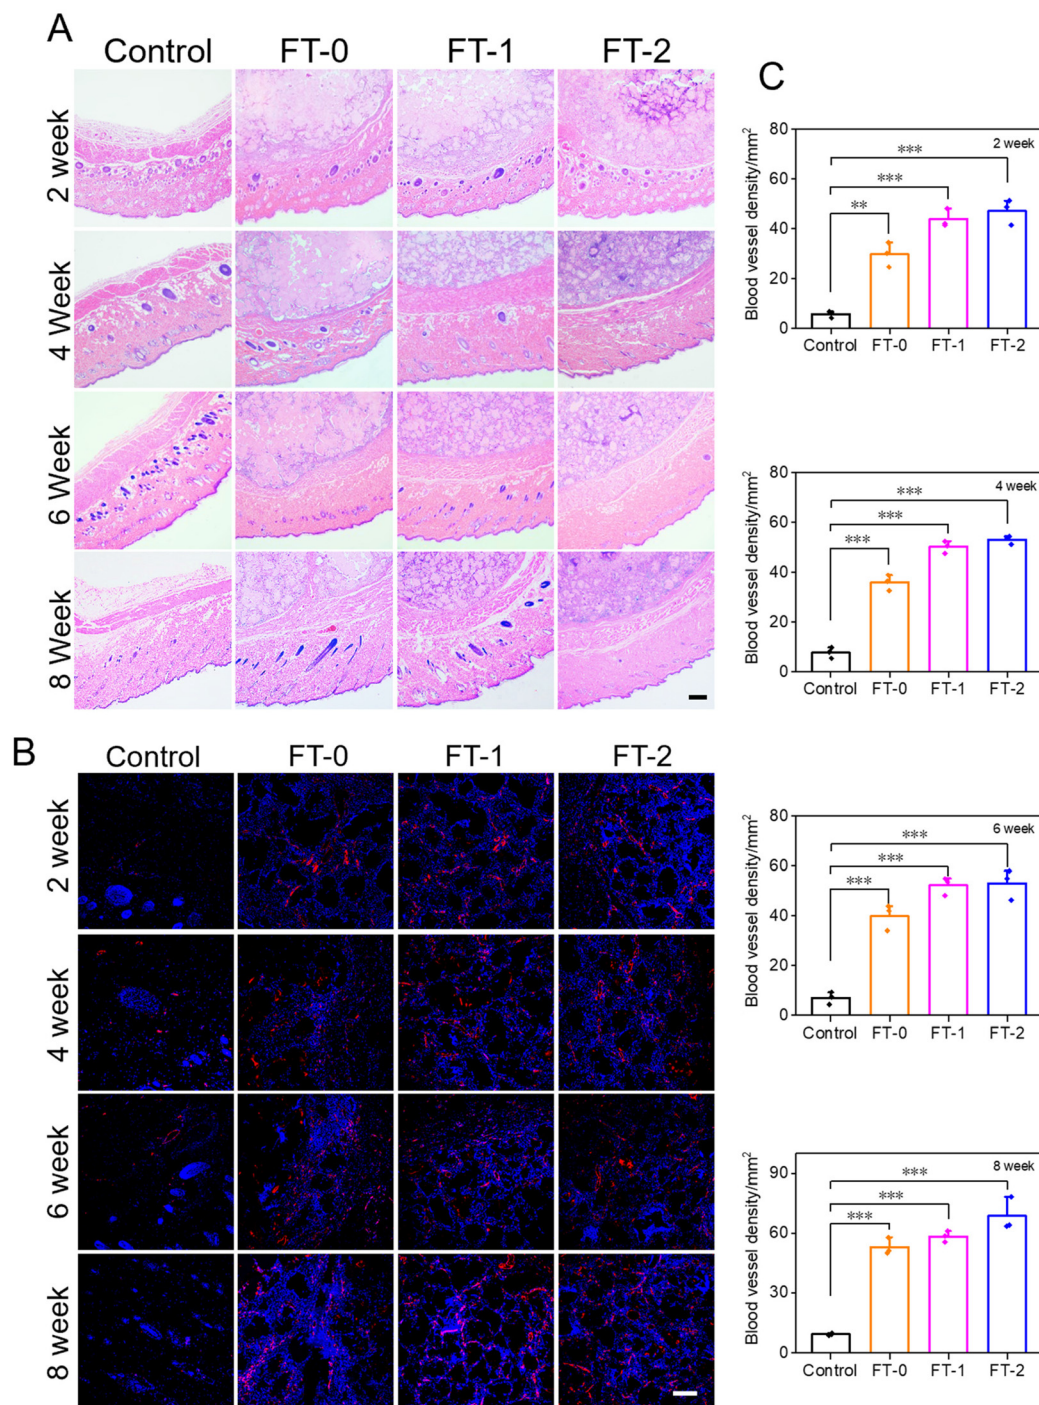 A
Control FT-0 FT-1 FT-2
2 week
4 Week
6 Week
8 Week
B
Control FT-0 FT-1 FT-2
2 week
4 week
6 week
8 week
C
Blood vessel density/mm²
80
60
40
20
0
2 week
***
***
**
Control FT-0 FT-1 FT-2
Blood vessel density/mm²
80
60
40
20
0
4 week
***
***
***
Control FT-0 FT-1 FT-2
Blood vessel density/mm²
80
60
40
20
0
6 week
***
***
***
Control FT-0 FT-1 FT-2
Blood vessel density/mm²
90
60
30
0
8 week
***
***
***
Control FT-0 FT-1 FT-2